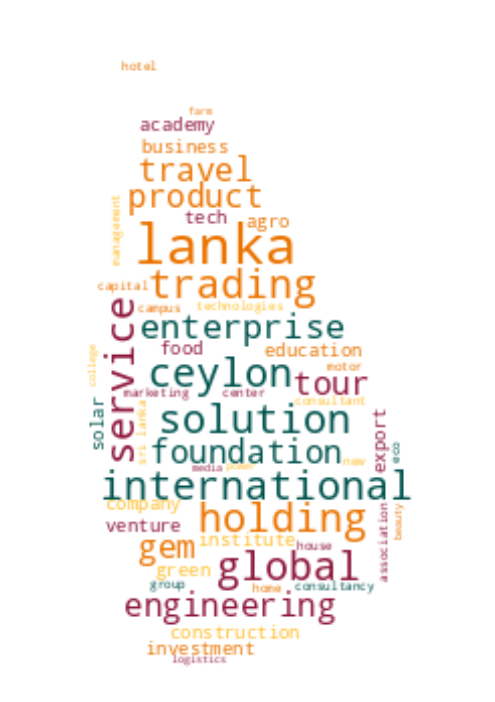 hotel
farm
academy
business
travel
product
management
tech
agro
lanka
capital
trading
campus
technologies
service
enterprise
food
education
college
ceylon
motor
tour
marketing
center
consultant
solar
sri lanka
solution
export
foundation
eco
media
power
new
international
company
holding
beauty
venture
association
gem
institute
house
green
global
group
home
consultancy
engineering
construction
investment
logistics